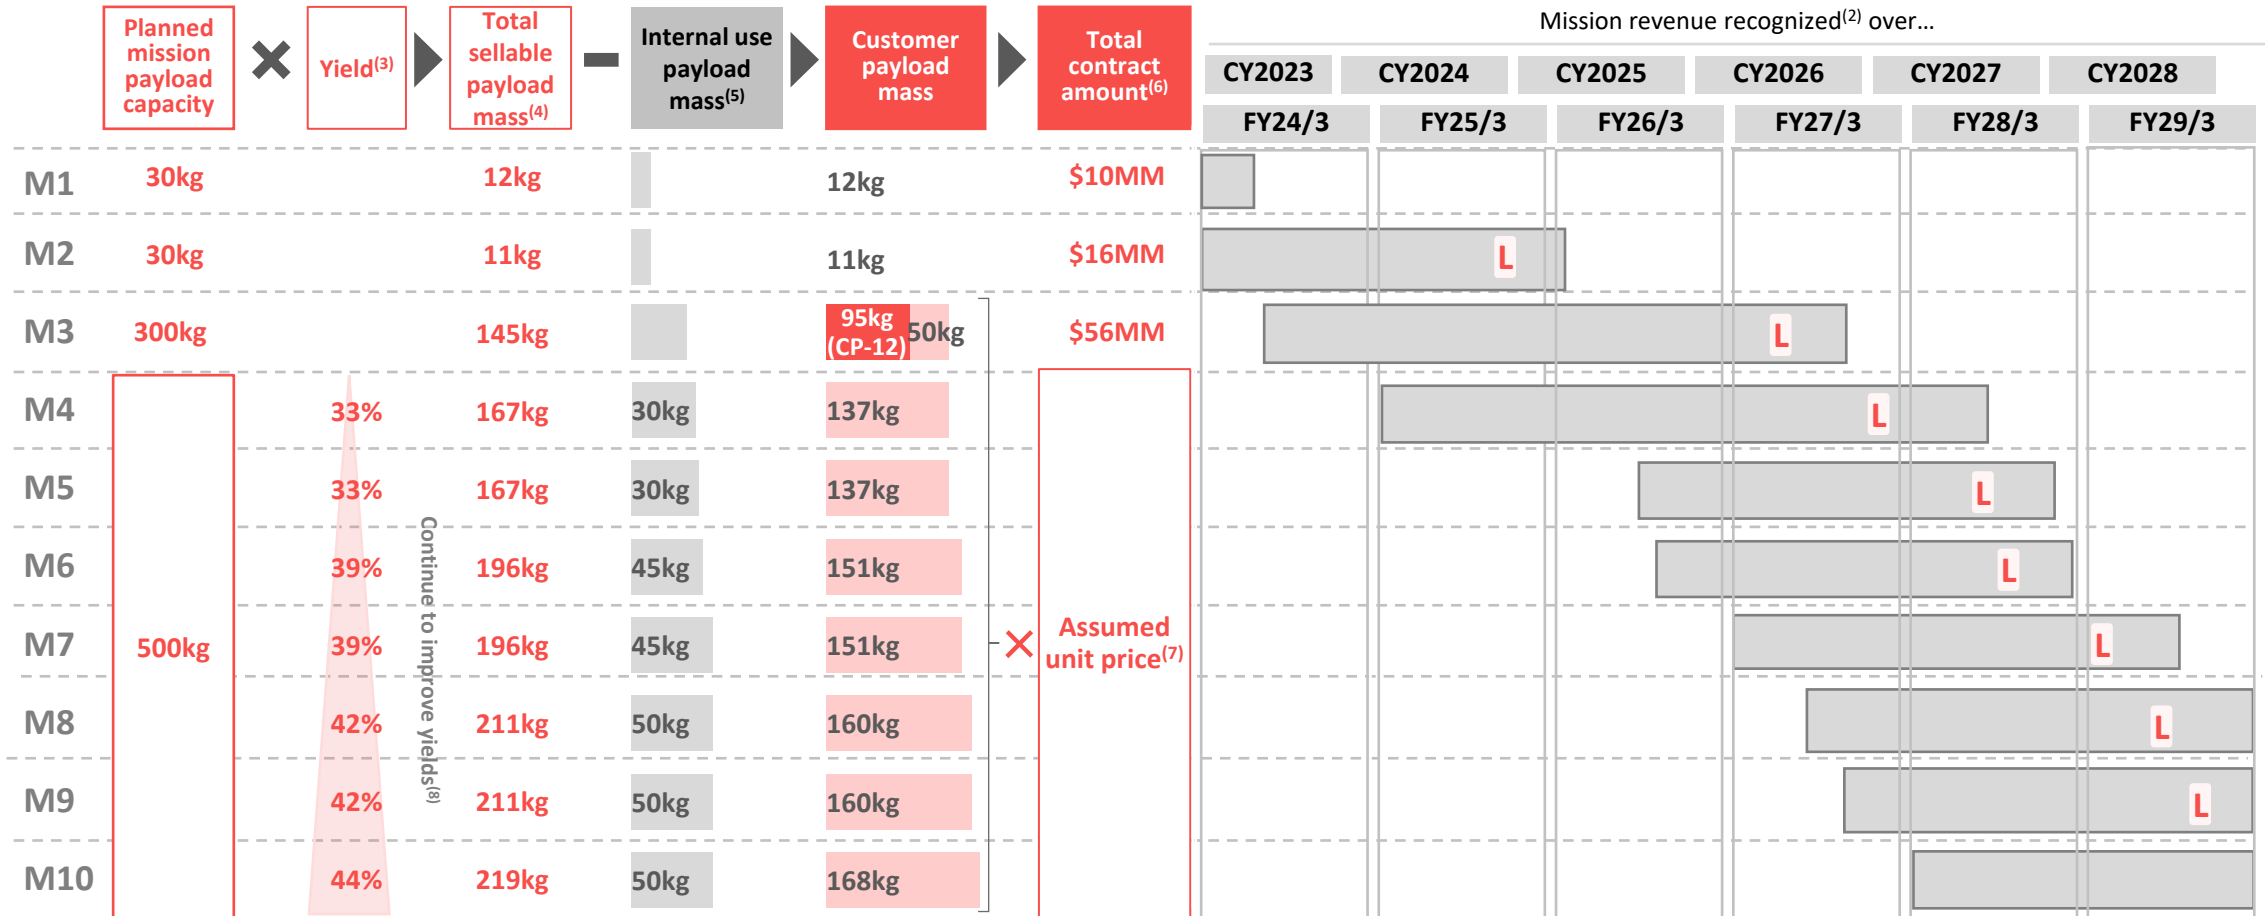 Planned
mission
payload
capacity
Yield(3)
Total
sellable
payload
mass(4)
Internal use
payload
mass(5)
Customer
payload
mass
Total
contract
amount(6)
Mission revenue recognized(2) over...
CY2023 CY2024 CY2025 CY2026 CY2027 CY2028
FY24/3 FY25/3 FY26/3 FY27/3 FY28/3 FY29/3
M1 30kg 12kg 12kg $10MM
M2 30kg 11kg 11kg $16MM L
M3 300kg 145kg 95kg (CP-12) 50kg $56MM L
M4 33% 167kg 30kg 137kg L
M5 33% 167kg 30kg 137kg L
M6 39% 196kg 45kg 151kg L
M7 500kg 39% 196kg 45kg 151kg L
Assumed
unit price(7)
M8 42% 211kg 50kg 160kg L
M9 42% 211kg 50kg 160kg L
M10 44% 219kg 50kg 168kg
Continue to improve yields(8)